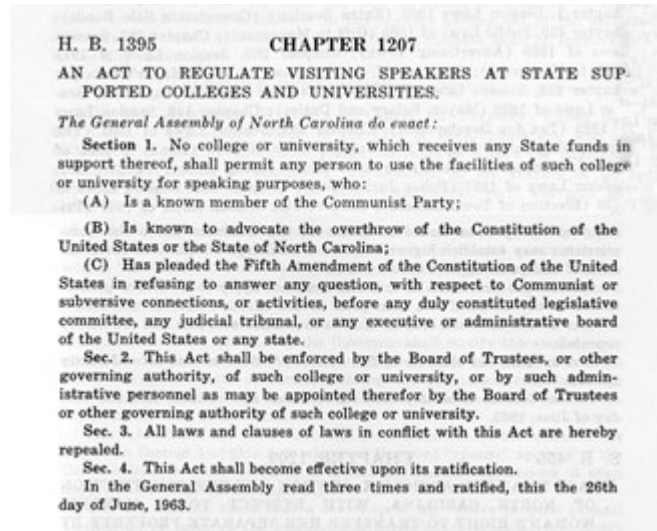 H. B. 1395 CHAPTER 1207
AN ACT TO REGULATE VISITING SPEAKERS AT STATE SUP-
PORTED COLLEGES AND UNIVERSITIES.
The General Assembly of North Carolina do enact:
Section 1. No college or university, which receives any State funds in
support thereof, shall permit any person to use the facilities of such college
or university for speaking purposes, who:
(A) Is a known member of the Communist Party;
(B) Is known to advocate the overthrow of the Constitution of the
United States or the State of North Carolina;
(C) Has pleaded the Fifth Amendment of the Constitution of the United
States in refusing to answer any question, with respect to Communist or
subversive connections, or activities, before any duly constituted legislative
committee, any judicial tribunal, or any executive or administrative board
of the United States or any state.
Sec. 2. This Act shall be enforced by the Board of Trustees, or other
governing authority, of such college or university, or by such admin-
istrative personnel as may be appointed therefor by the Board of Trustees
or other governing authority of such college or university.
Sec. 3. All laws and clauses of laws in conflict with this Act are hereby
repealed.
Sec. 4. This Act shall become effective upon its ratification.
In the General Assembly read three times and ratified, this the 26th
day of June, 1963.